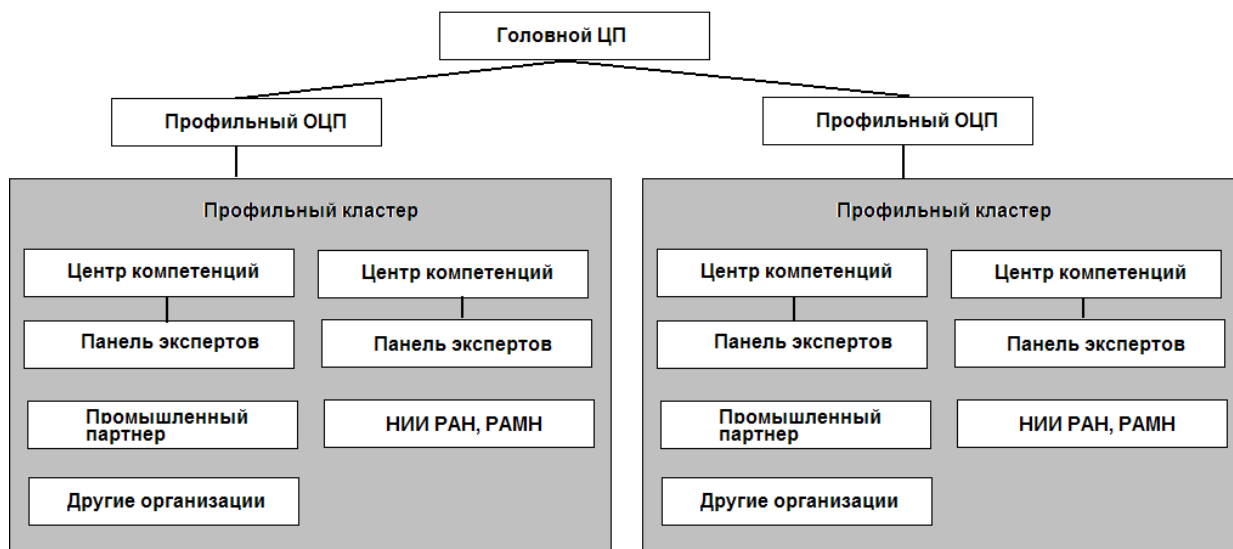 Головной ЦП
Профильный ОЦП
Профильный ОЦП
Профильный кластер
Центр компетенций
Центр компетенций
Панель экспертов
Панель экспертов
Промышленный
партнер
НИИ РАН, РАМН
Другие организации
Профильный кластер
Центр компетенций
Центр компетенций
Панель экспертов
Панель экспертов
Промышленный
партнер
НИИ РАН, РАМН
Другие организации